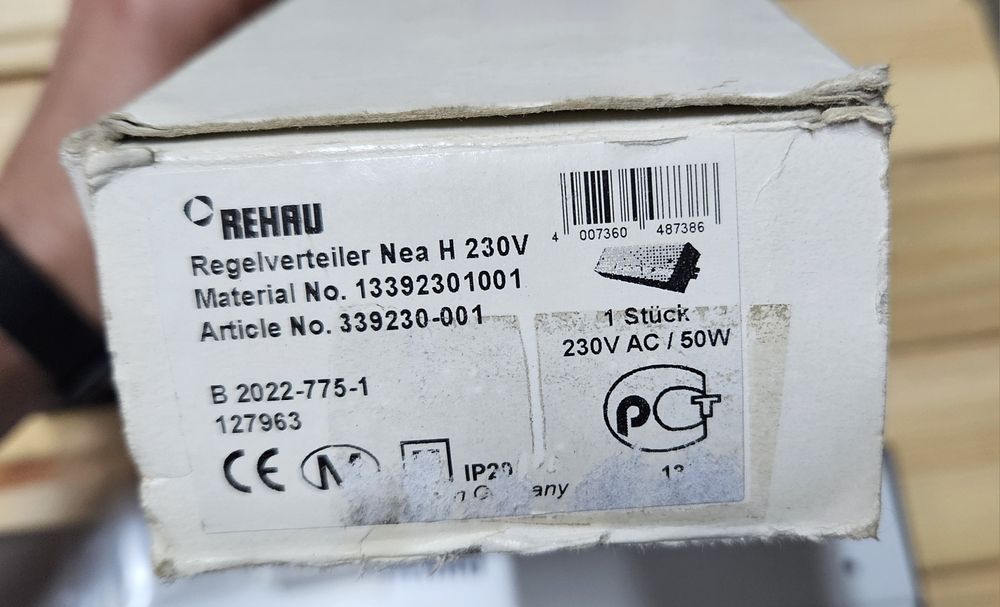 REHAU
Regelverteiler Nea H 230V
Material No. 13392301001
Article No. 339230-001
B 2022-775-1
127963
CE
IP20
4 007360 487386
1 Stück
230V AC / 50W